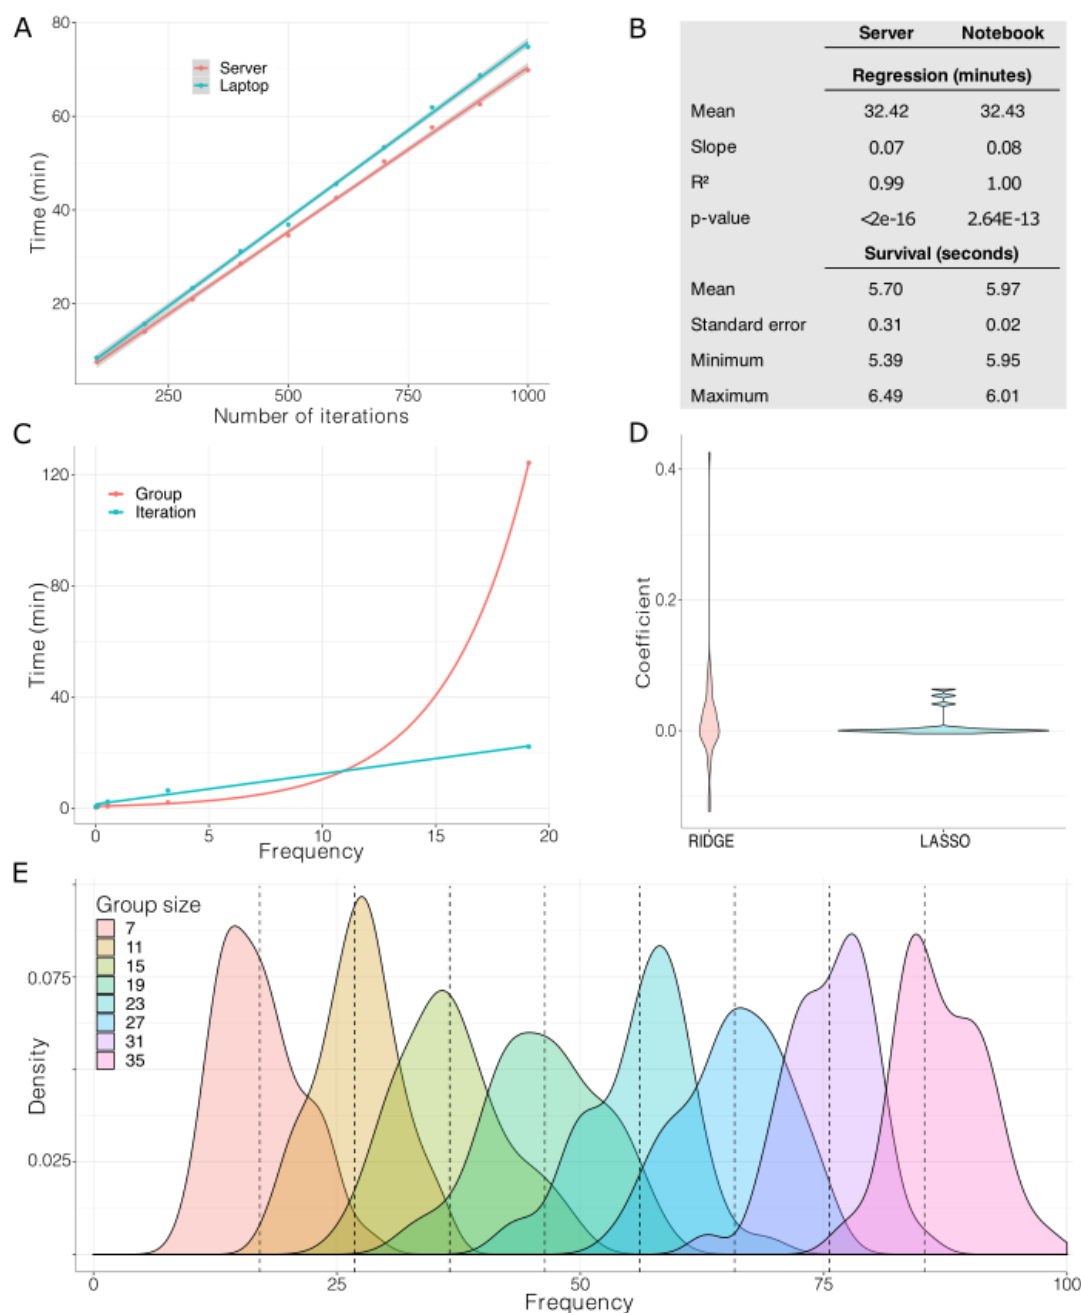 A
80
60
40
20
Time (min)
Server
Laptop
250 500 750 1000
Number of iterations
B
Server Notebook
Regression (minutes)
Mean 32.42 32.43
Slope 0.07 0.08
R² 0.99 1.00
p-value <2e-16 2.64E-13
Survival (seconds)
Mean 5.70 5.97
Standard error 0.31 0.02
Minimum 5.39 5.95
Maximum 6.49 6.01
C
120
80
40
0
Time (min)
Group
Iteration
0 5 10 15 20
Frequency
D
0.4
0.2
0.0
Coefficient
RIDGE LASSO
E
Group size
7
11
15
19
23
27
31
35
0.075
0.025
Density
0 25 50 75 100
Frequency